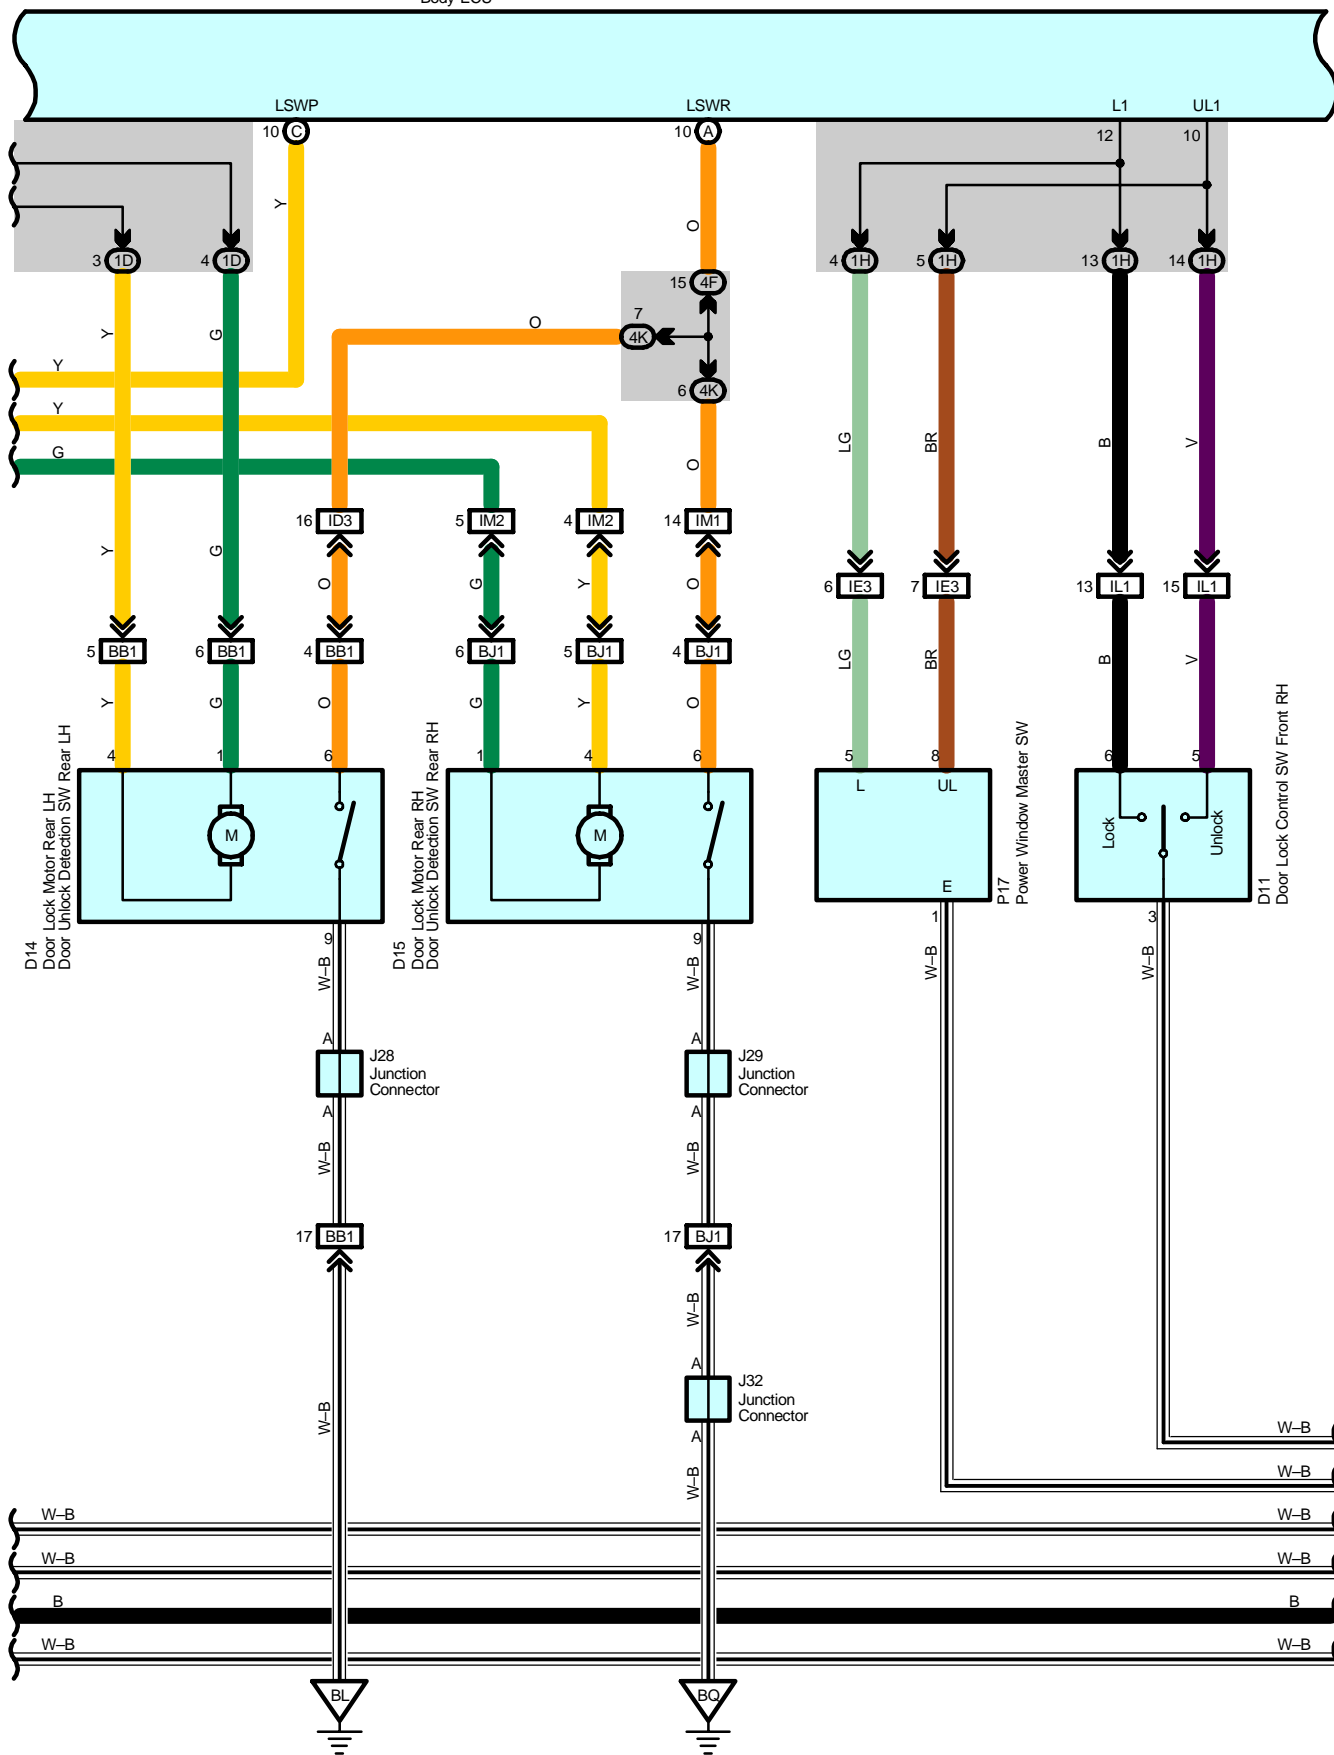 Body ECU
LSWP LSWR L1 UL1
10 C 10 A 12 10
Y O
3 1D 4 1D 4 1H 5 1H 13 1H 14 1H
15 4F
7
4K
O
Y G
Y
6 4K
Y
G
LG BR B V
O
16 ID3 5 IM2 4 IM2 14 IM1
Y G O G Y O
6 IE3 7 IE3 13 IL1 15 IL1
5 BB1 6 BB1 4 BB1 6 BJ1 5 BJ1 4 BJ1
LG BR B V
Y G O G Y O
4 1 6 1 4 6 5 8 6 5
L UL
M M
Lock Unlock
E
D14
Door Lock Motor Rear LH
Door Unlock Detection SW Rear LH
D15
Door Lock Motor Rear RH
Door Unlock Detection SW Rear RH
P17
Power Window Master SW
D11
Door Lock Control SW Front RH
9 9 1 3
W–B W–B W–B W–B
A A
J28
Junction
Connector
J29
Junction
Connector
A A
W–B W–B
17 BB1 17 BJ1
W–B
A
J32
Junction
Connector
W–B
A
W–B
W–B
W–B
W–B W–B
W–B W–B
B B
W–B W–B
BL BQ